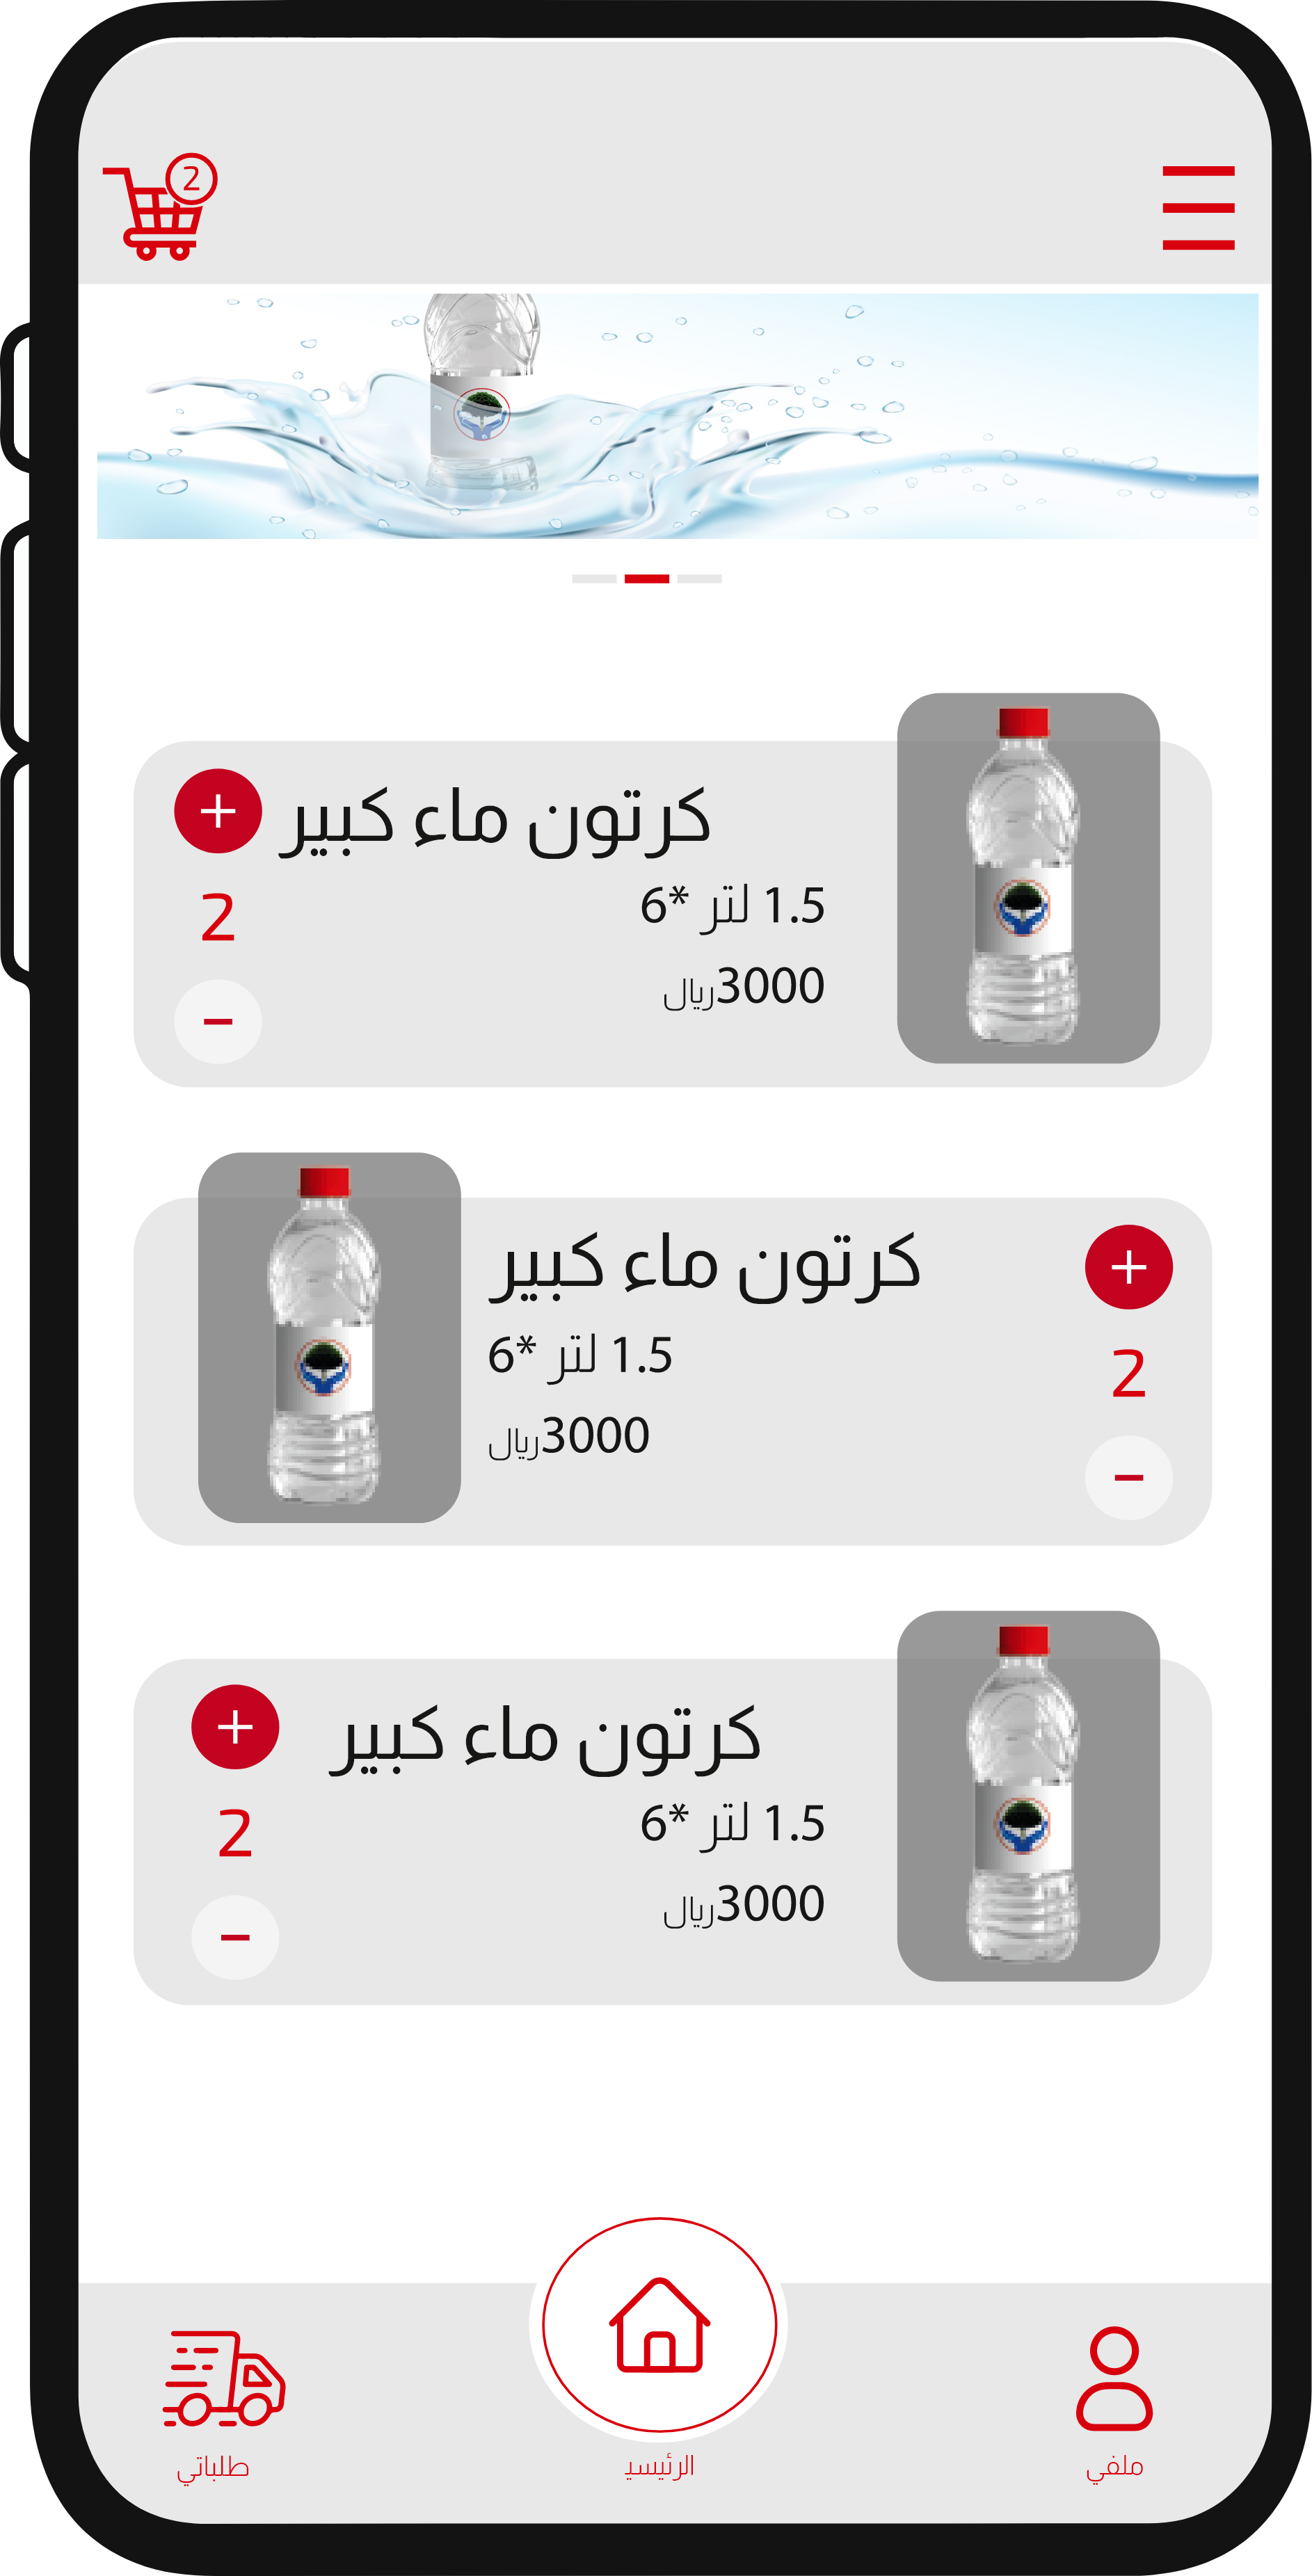 2
كرتون ماء كبير
1.5 لتر *6
3000ريال
+
2
-
كرتون ماء كبير
1.5 لتر *6
3000ريال
+
2
-
كرتون ماء كبير
1.5 لتر *6
3000ريال
+
2
-
ملفي
الرئيسيـ
طلباتي